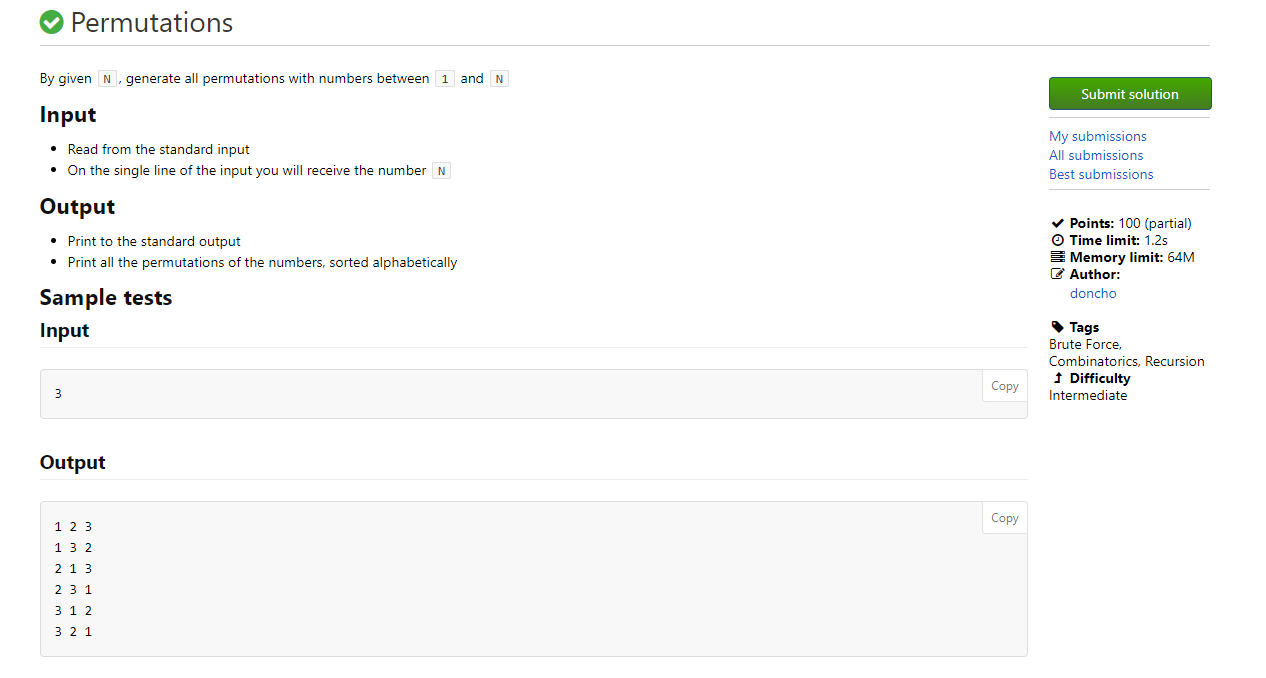 Permutations
By given N, generate all permutations with numbers between 1 and N
Input
Read from the standard input
On the single line of the input you will receive the number N
Output
Print to the standard output
Print all the permutations of the numbers, sorted alphabetically
Sample tests
Input
3
Copy
Output
1 2 3
1 3 2
2 1 3
2 3 1
3 1 2
3 2 1
Copy
Submit solution
My submissions
All submissions
Best submissions
Points: 100 (partial)
Time limit: 1.2s
Memory limit: 64M
Author:
doncho
Tags
Brute Force,
Combinatorics, Recursion
Difficulty
Intermediate